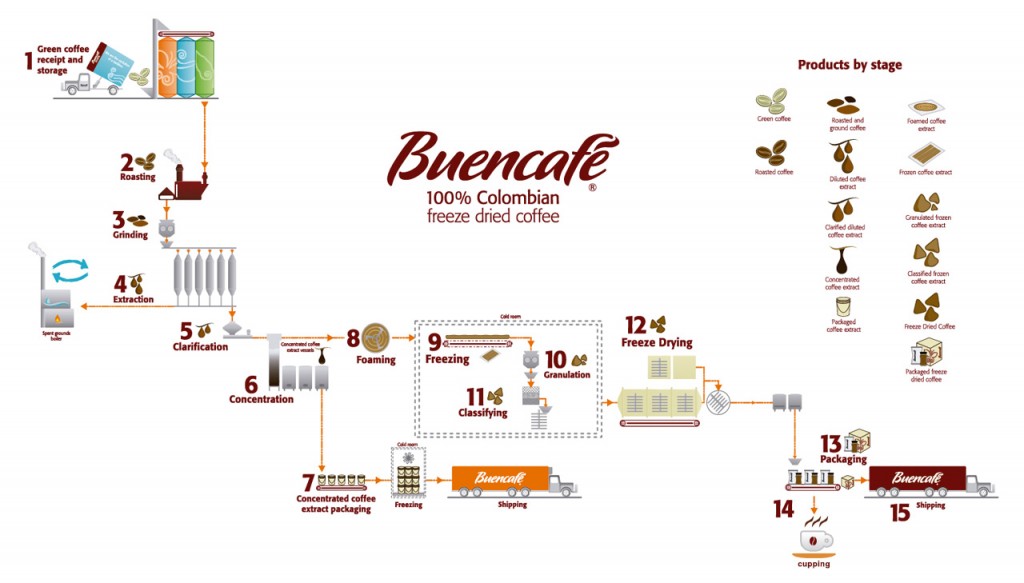 1 Green coffee
receipt and
storage
2
Roasting
3
Grinding
4
Extraction
Spent grounds
boiler
5
Clarification
Concentrated coffee
extract vessels
6
Concentration
7
Concentrated coffee
extract packaging
Cold room
Freezing
Buencafé
Shipping
8
Foaming
Cold room
9
Freezing
10
Granulation
11
Classifying
12
Freeze Drying
13
Packaging
14
cupping
Buencafé
15 Shipping
Buencafé®
100% Colombian
freeze dried coffee
Products by stage
Green coffee
Roasted coffee
Roasted and
ground coffee
Diluted coffee
extract
Clarified diluted
coffee extract
Concentrated
coffee extract
Packaged
coffee extract
Foamed coffee
extract
Frozen coffee extract
Granulated frozen
coffee extract
Classified frozen
coffee extract
Freeze Dried Coffee
Packaged freeze
dried coffee